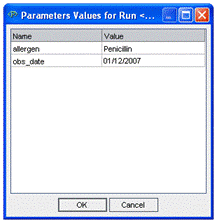 Parameters Values for Run <...
Name Value
allergen Penicillin
obs_date 01/12/2007
OK Cancel